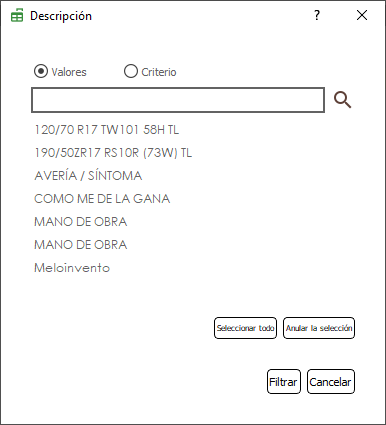 Descripción ?
Valores Criterio
120/70 R17 TW101 58H TL
190/50ZR17 RS10R (73W) TL
AVERÍA / SÍNTOMA
COMO ME DE LA GANA
MANO DE OBRA
MANO DE OBRA
Meloinvento
Seleccionar todo Anular la selección
Filtrar Cancelar